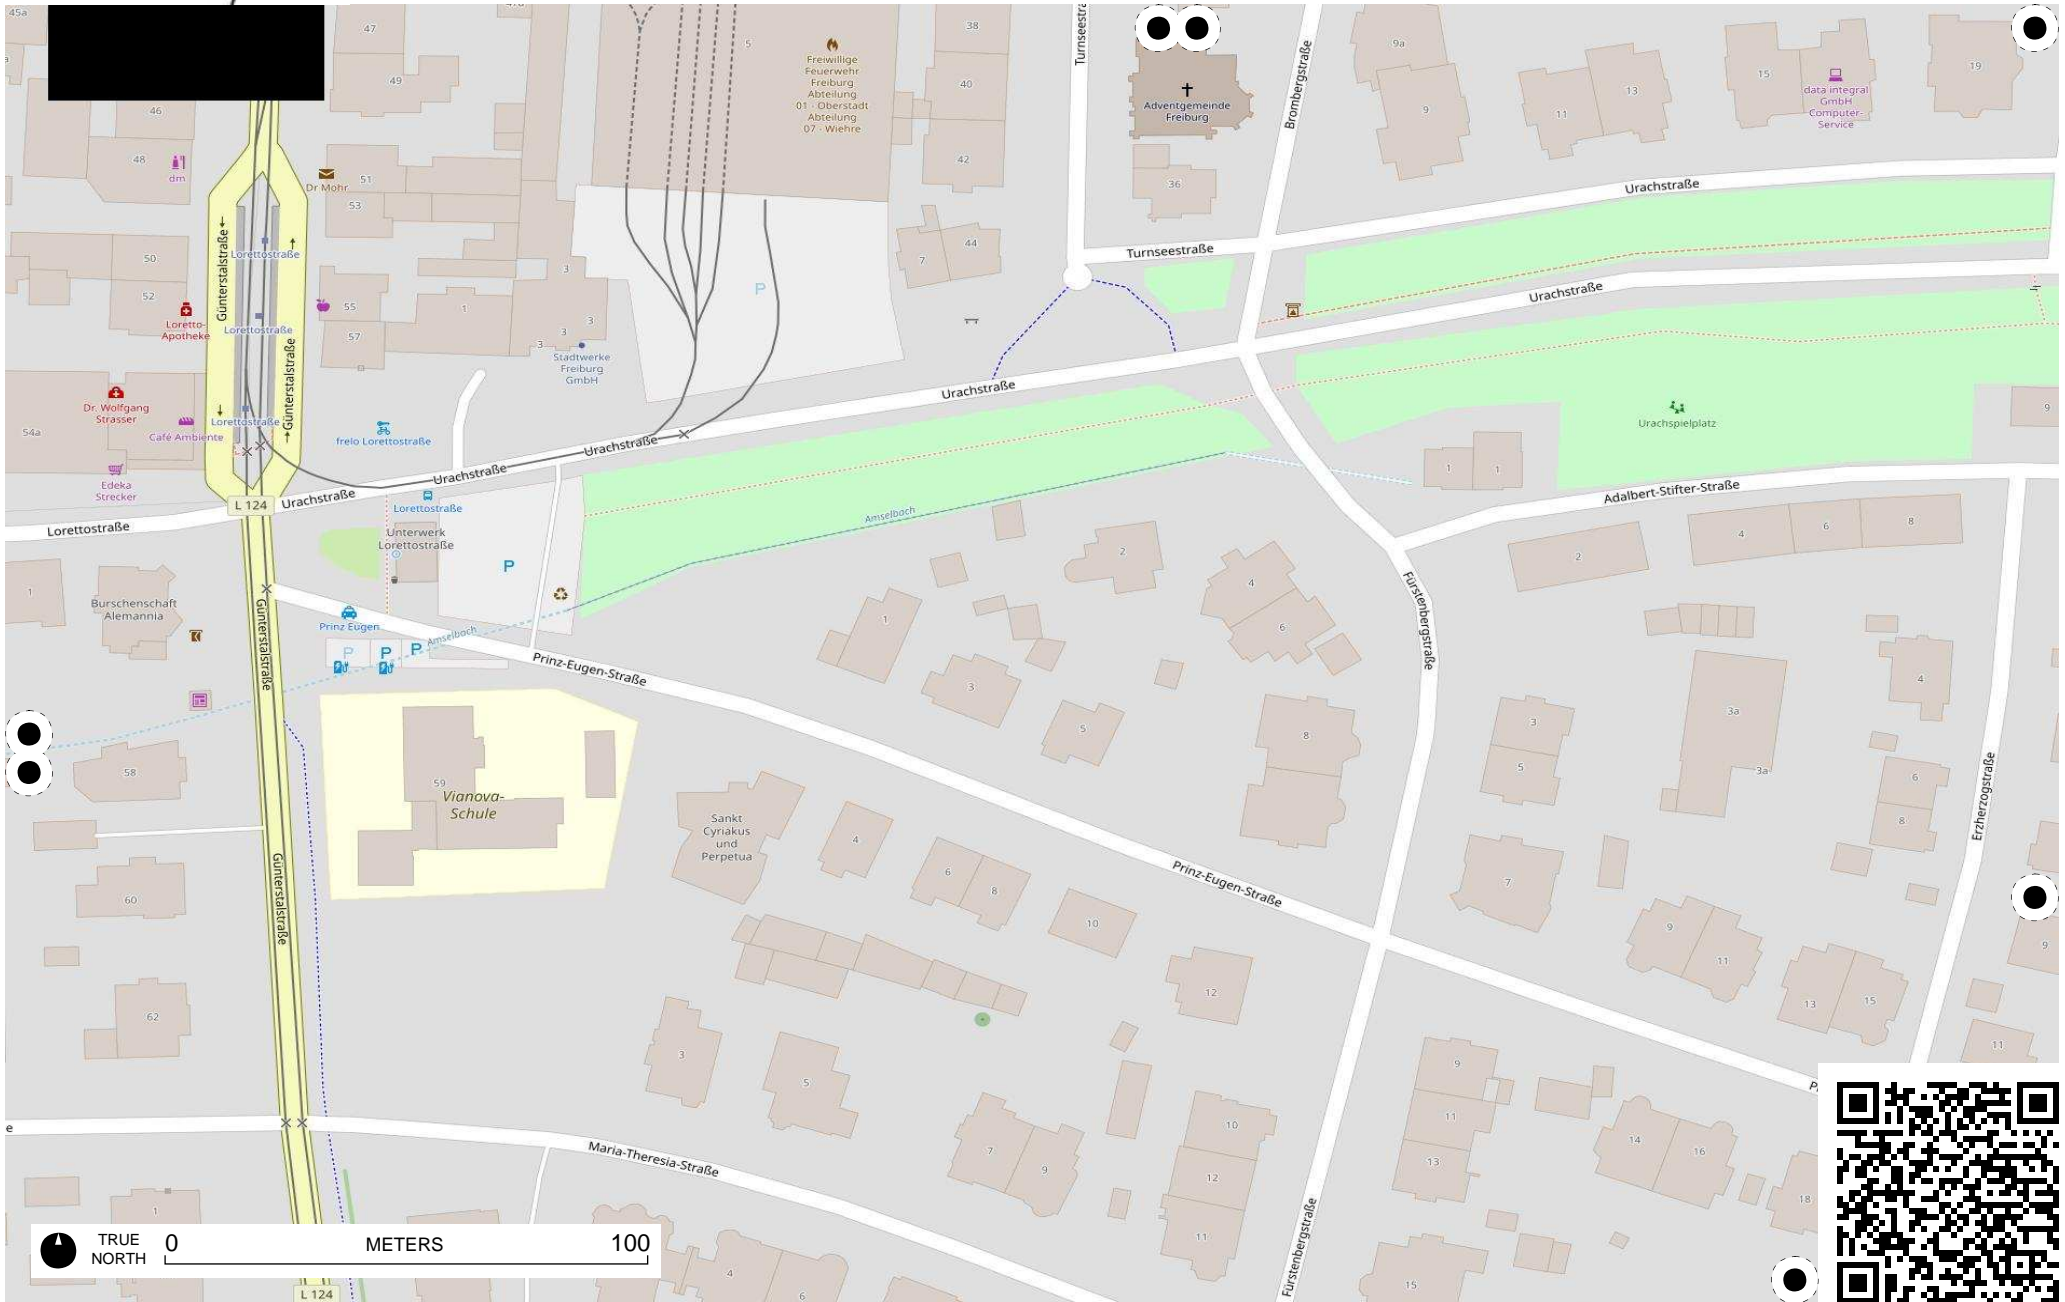 45a
47
49
5
Freiwillige
Feuerwehr
Freiburg
Abteilung
01 - Oberstadt
Abteilung
07 - Wiehre
38
40
42
Turnseestra
Adventgemeinde
Freiburg
36
Brombergstraße
9a
9
11
13
15
data integral
GmbH
Computer-
Service
19
46
48
dm
Dr Mohr
51
53
50
52
Loretto-
Apotheke
Günterstalstraße
Lorettostraße
Lorettostraße
Lorettostraße
Günterstalstraße
55
57
1
3
3
3
3
Stadtwerke
Freiburg
GmbH
P
7
44
Turnseestraße
Urachstraße
Urachstraße
Urachstraße
Dr. Wolfgang
Strasser
Café Ambiente
54a
Edeka
Strecker
frelo Lorettostraße
Urachstraße
Urachstraße
Urachstraße
L 124
Lorettostraße
Lorettostraße
Unterwerk
Lorettostraße
P
Amselbach
Urachspielplatz
9
1
1
Adalbert-Stifter-Straße
2
4
6
8
1
Burschenschaft
Alemannia
Günterstalstraße
Prinz Eugen
P
P
P
Amselbach
Prinz-Eugen-Straße
1
2
4
6
3
5
8
Fürstenbergstraße
3
5
3a
3a
4
6
8
Erzherzogstraße
58
59
Vianova-
Schule
Sankt
Cyriakus
und
Perpetua
4
6
8
10
12
Prinz-Eugen-Straße
7
9
11
13
15
9
11
60
62
Günterstalstraße
3
5
7
9
10
12
11
9
11
13
14
16
18
15
P
e
Maria-Theresia-Straße
Fürstenbergstraße
1
4
6
TRUE
NORTH
0
METERS
100
L 124